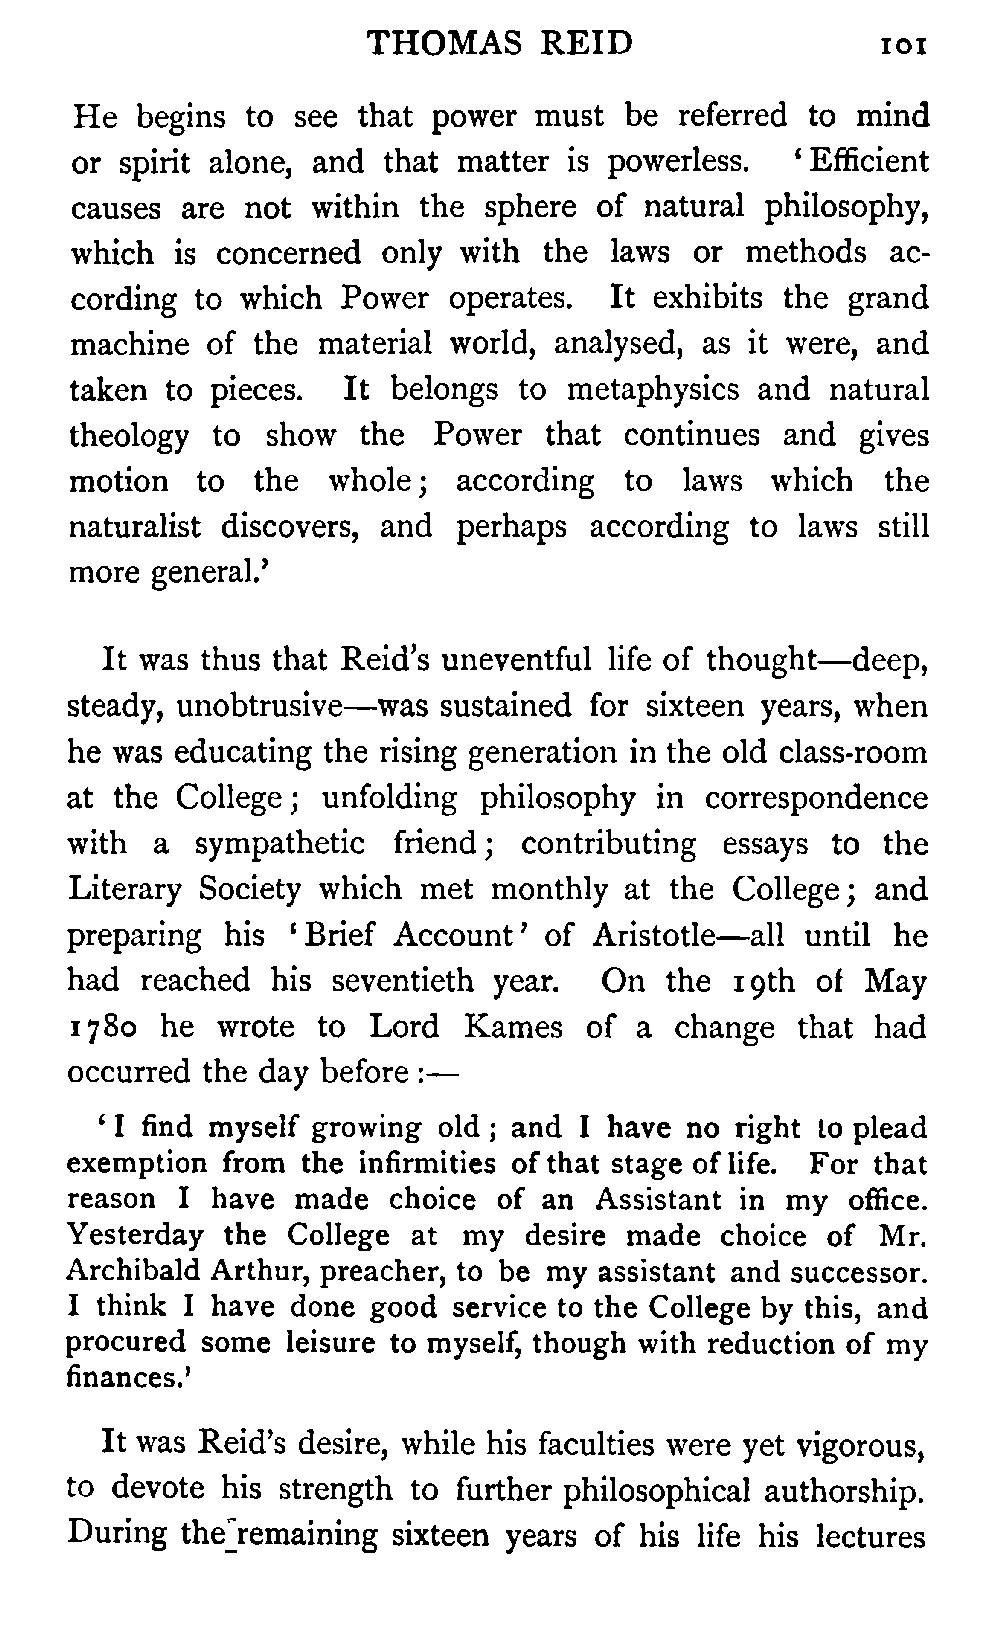 THOMAS REID 101
He begins to see that power must be referred to mind
or spirit alone, and that matter is powerless. ‘Efficient
causes are not within the sphere of natural philosophy,
which is concerned only with the laws or methods ac-
cording to which Power operates. It exhibits the grand
machine of the material world, analysed, as it were, and
taken to pieces. It belongs to metaphysics and natural
theology to show the Power that continues and gives
motion to the whole; according to laws which the
naturalist discovers, and perhaps according to laws still
more general.’
It was thus that Reid’s uneventful life of thought—deep,
steady, unobtrusive—was sustained for sixteen years, when
he was educating the rising generation in the old class-room
at the College; unfolding philosophy in correspondence
with a sympathetic friend; contributing essays to the
Literary Society which met monthly at the College; and
preparing his ‘Brief Account’ of Aristotle—all until he
had reached his seventieth year. On the 19th of May
1780 he wrote to Lord Kames of a change that had
occurred the day before :—
‘I find myself growing old; and I have no right to plead
exemption from the infirmities of that stage of life. For that
reason I have made choice of an Assistant in my office.
Yesterday the College at my desire made choice of Mr.
Archibald Arthur, preacher, to be my assistant and successor.
I think I have done good service to the College by this, and
procured some leisure to myself, though with reduction of my
finances.’
It was Reid’s desire, while his faculties were yet vigorous,
to devote his strength to further philosophical authorship.
During the remaining sixteen years of his life his lectures